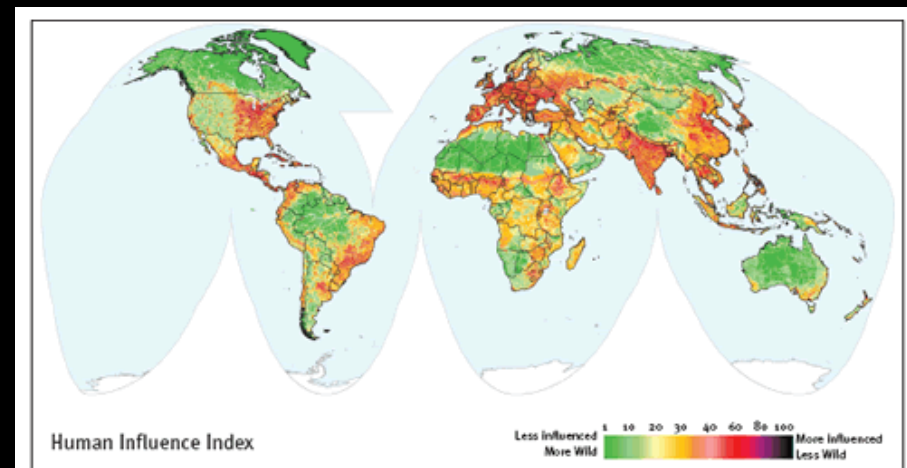 Human Influence Index
1 10 20 30 40 60 80 100
Less Influenced More Influenced
More Wild Less Wild